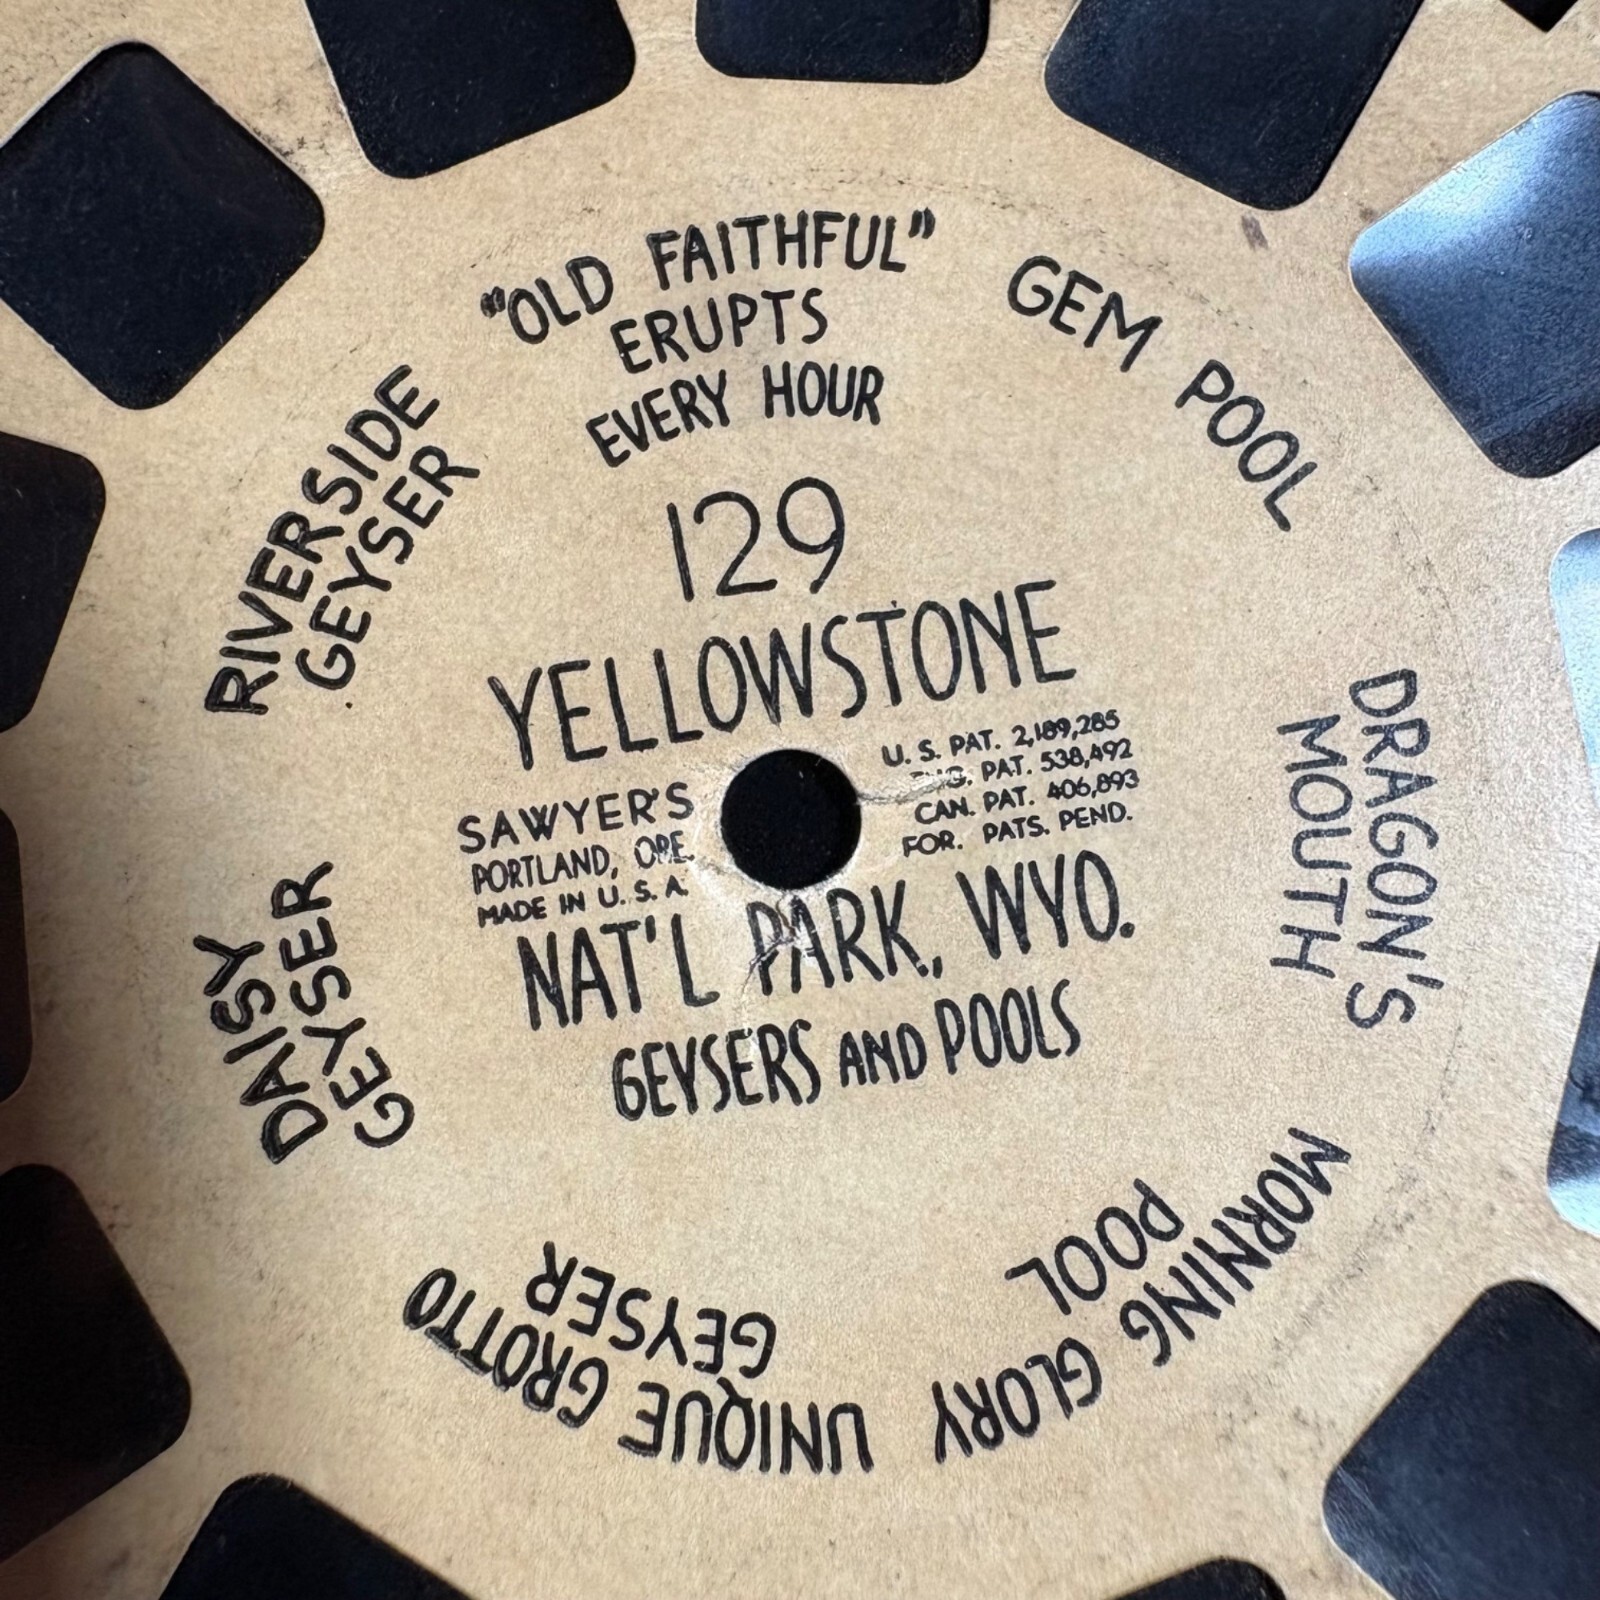 "OLD FAITHFUL"
ERUPTS
EVERY HOUR
GEM POOL
DRAGON'S
MOUTH
MORNING GLORY
POOL
UNIQUE GROTTO
GEYSER
DAISY
GEYSER
RIVERSIDE
GEYSER
129
YELLOWSTONE
SAWYER'S
PORTLAND, ORE.
MADE IN U. S. A.
U. S. PAT. 2,189,285
ENG. PAT. 538,492
CAN. PAT. 406,893
FOR. PATS. PEND.
NAT'L PARK, WYO.
GEYSERS AND POOLS